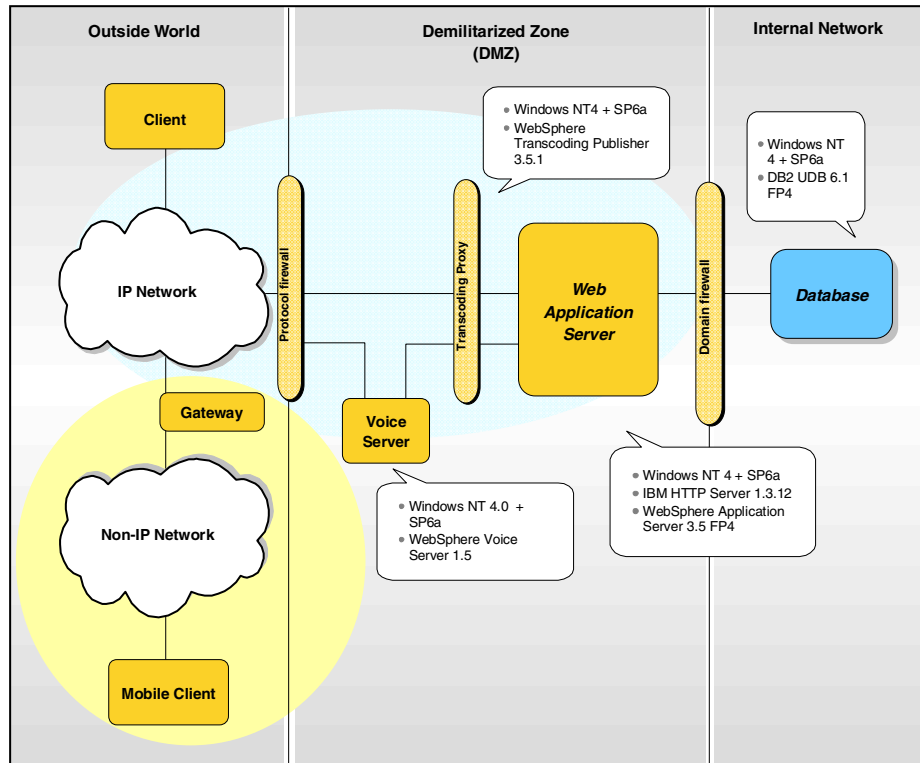 Outside World
Demilitarized Zone
(DMZ)
Internal Network
Client
Windows NT4 + SP6a
WebSphere
Transcoding Publisher
3.5.1
Windows NT
4 + SP6a
DB2 UDB 6.1
FP4
IP Network
Protocol firewall
Transcoding Proxy
Web
Application
Server
Domain firewall
Database
Gateway
Voice
Server
Non-IP Network
Windows NT 4.0 +
SP6a
WebSphere Voice
Server 1.5
Windows NT 4 + SP6a
IBM HTTP Server 1.3.12
WebSphere Application
Server 3.5 FP4
Mobile Client